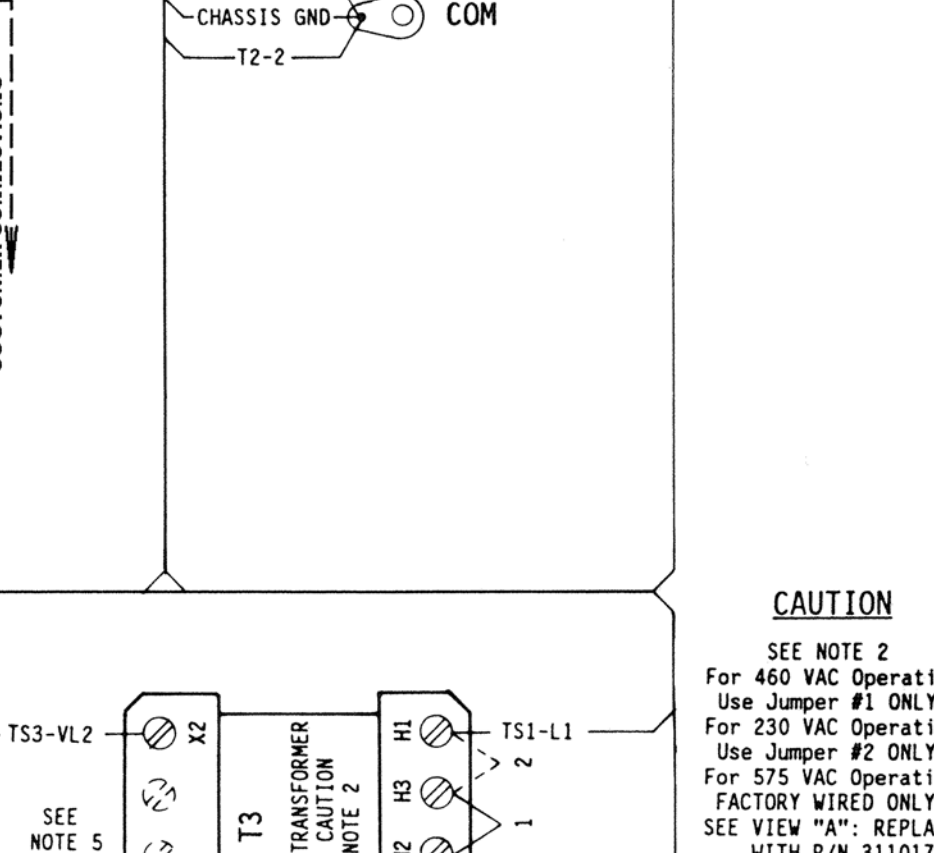 CHASSIS GND
COM
T2-2
CAUTION
SEE NOTE 2
For 460 VAC Operati
Use Jumper #1 ONLY
For 230 VAC Operati
Use Jumper #2 ONLY
For 575 VAC Operati
FACTORY WIRED ONLY
SEE VIEW "A": REPLA
WITH P/N 311017
TS3-VL2
X2
SEE
NOTE 5
T3
TRANSFORMER
CAUTION
NOTE 2
H1
TS1-L1
2
H3
1